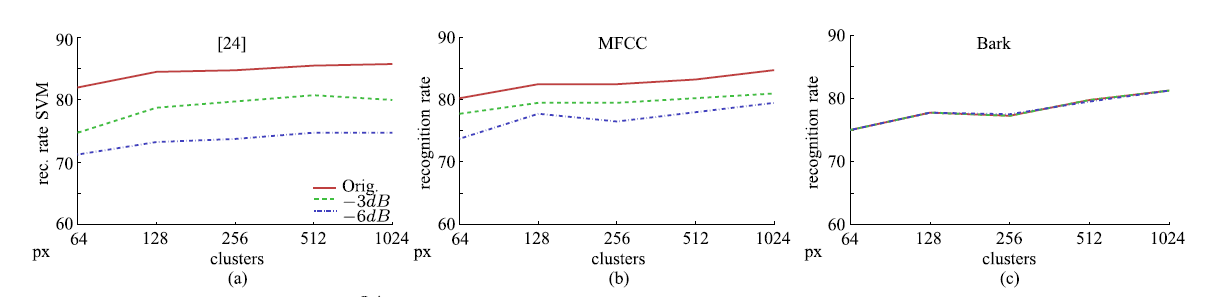 [24]
90
80
70
60
rec. rate SVM
Orig.
−3dB
−6dB
64 128 256 512 1024
px
clusters
(a)
MFCC
90
80
70
60
recognition rate
64 128 256 512 1024
px
clusters
(b)
Bark
90
80
70
60
recognition rate
64 128 256 512 1024
px
clusters
(c)